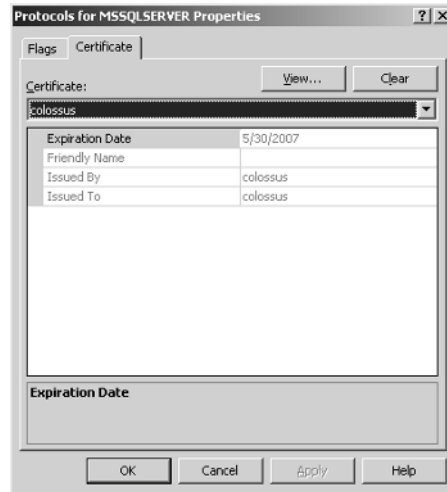 Protocols for MSSQLSERVER Properties
Flags Certificate
View... Clear
Certificate:
colossus
Expiration Date 5/30/2007
Friendly Name
Issued By colossus
Issued To colossus
Expiration Date
OK Cancel Apply Help